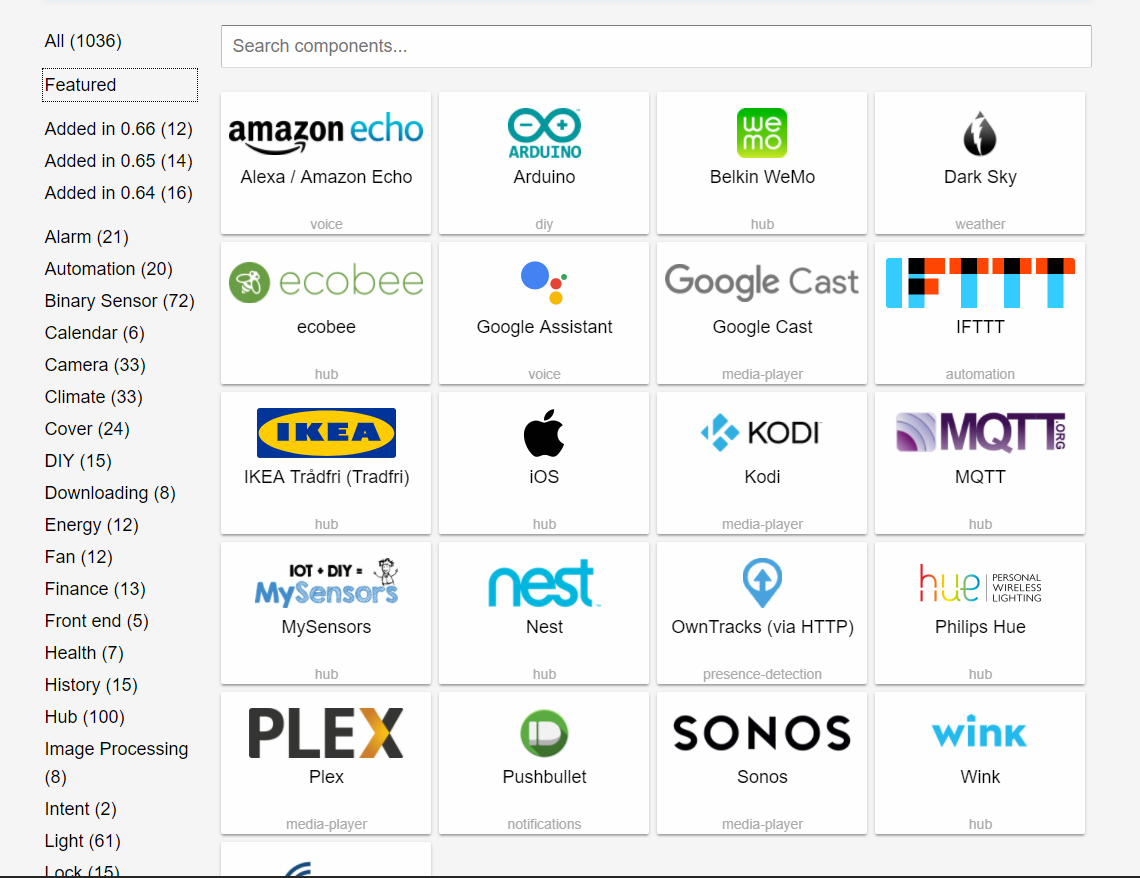 All (1036)
Featured
Added in 0.66 (12)
Added in 0.65 (14)
Added in 0.64 (16)
Alarm (21)
Automation (20)
Binary Sensor (72)
Calendar (6)
Camera (33)
Climate (33)
Cover (24)
DIY (15)
Downloading (8)
Energy (12)
Fan (12)
Finance (13)
Front end (5)
Health (7)
History (15)
Hub (100)
Image Processing
(8)
Intent (2)
Light (61)
Lock (15)
Search components...
amazon echo
Alexa / Amazon Echo
voice
ARDUINO
Arduino
diy
we
mo
Belkin WeMo
hub
Dark Sky
weather
ecobee
ecobee
hub
Google Assistant
voice
Google Cast
Google Cast
media-player
IFTTT
IFTTT
automation
IKEA
IKEA Trådfri (Tradfri)
hub
iOS
hub
KODI
Kodi
media-player
MQTT.ORG
MQTT
hub
IOT + DIY =
MySensors
MySensors
hub
nest
Nest
hub
OwnTracks (via HTTP)
presence-detection
hue PERSONAL
WIRELESS
LIGHTING
Philips Hue
hub
PLEX
Plex
media-player
Pushbullet
notifications
SONOS
Sonos
media-player
wink
Wink
hub